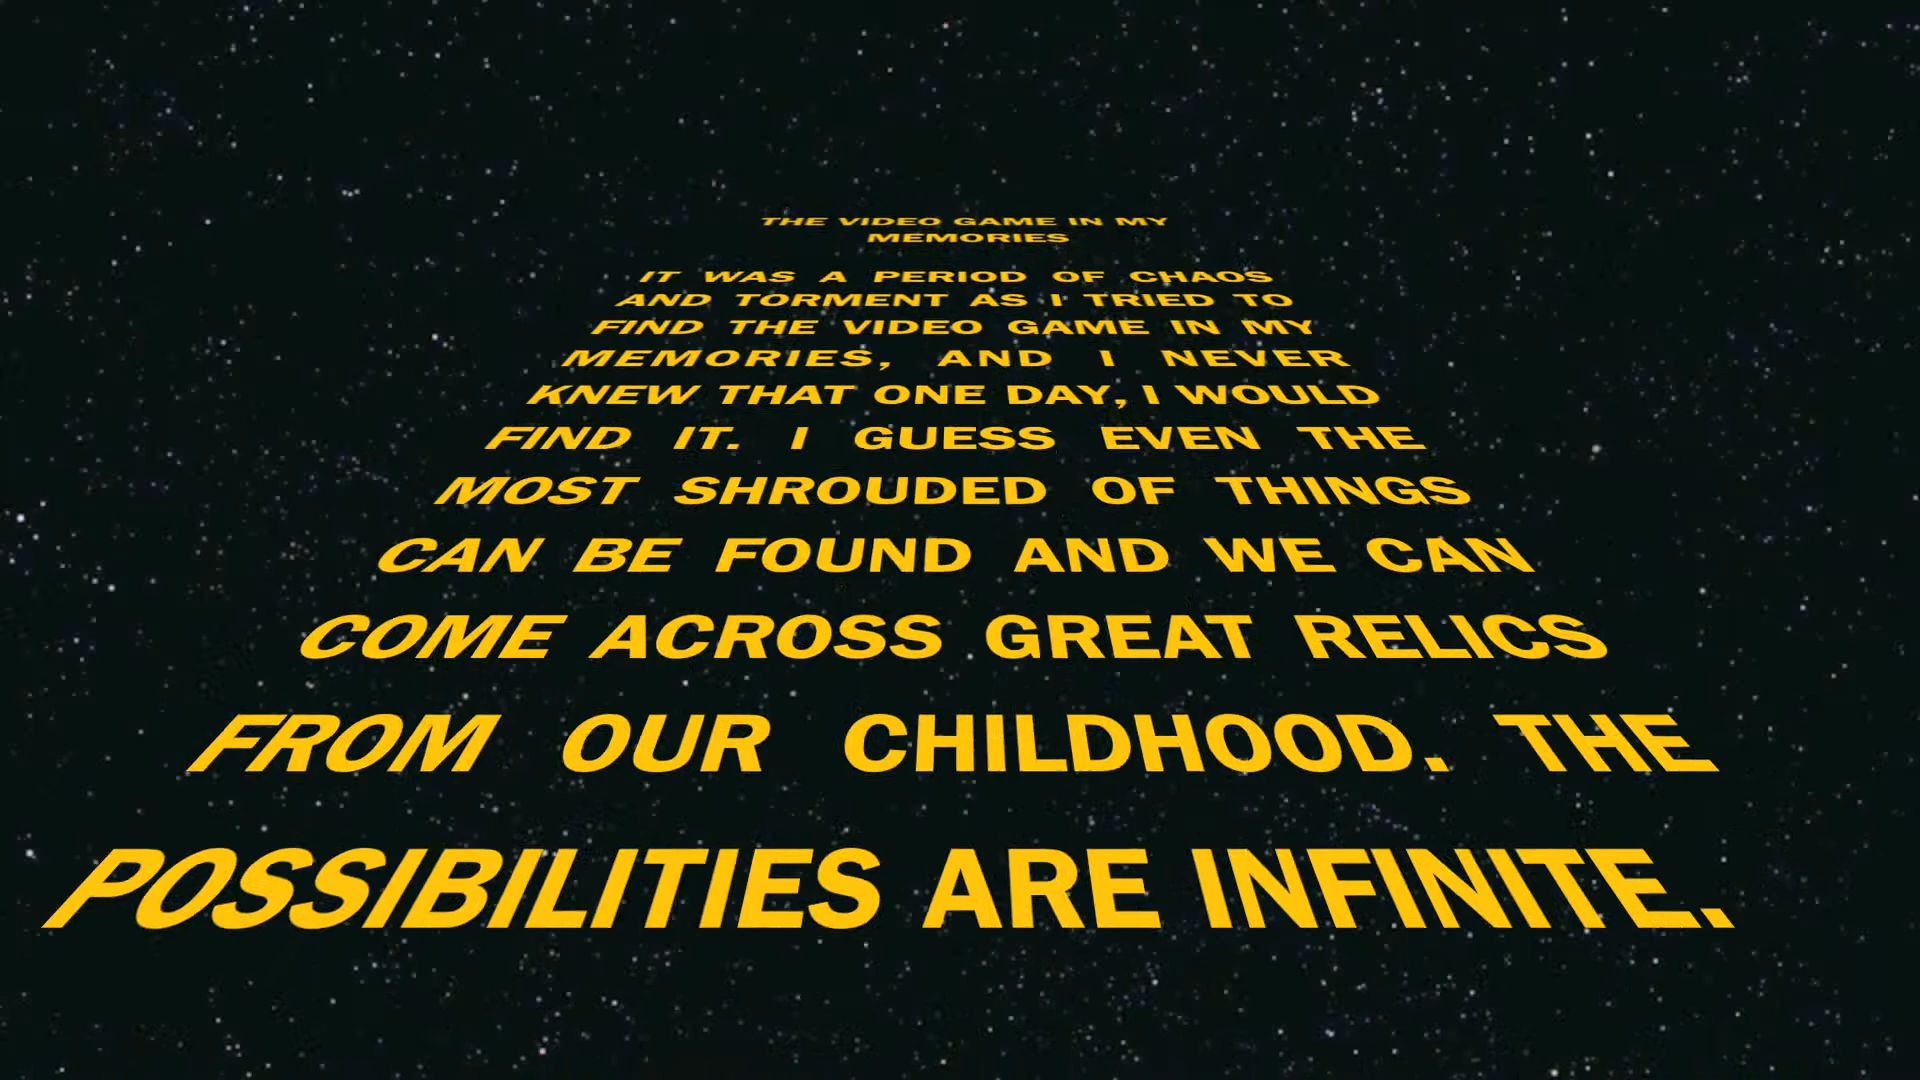 THE VIDEO GAME IN MY
MEMORIES
IT WAS A PERIOD OF CHAOS
AND TORMENT AS I TRIED TO
FIND THE VIDEO GAME IN MY
MEMORIES, AND I NEVER
KNEW THAT ONE DAY, I WOULD
FIND IT. I GUESS EVEN THE
MOST SHROUDED OF THINGS
CAN BE FOUND AND WE CAN
COME ACROSS GREAT RELICS
FROM OUR CHILDHOOD. THE
POSSIBILITIES ARE INFINITE.